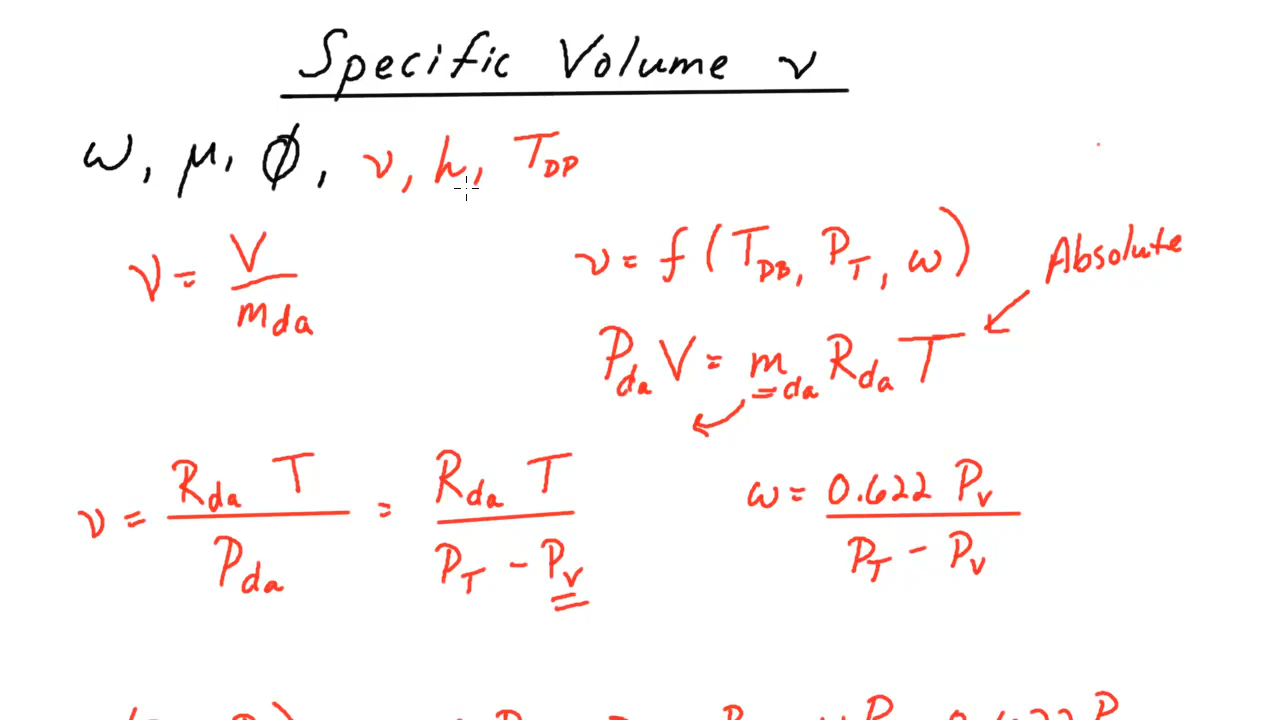 Specific Volume ν
ω, μ, ϕ, ν, h, T_DP
ν = V / m_da
ν = f (T_DB, P_T, ω)
Absolute
P_da V = m_da R_da T
ν = R_da T / P_da = R_da T / (P_T - P_v)
ω = 0.622 P_v / (P_T - P_v)